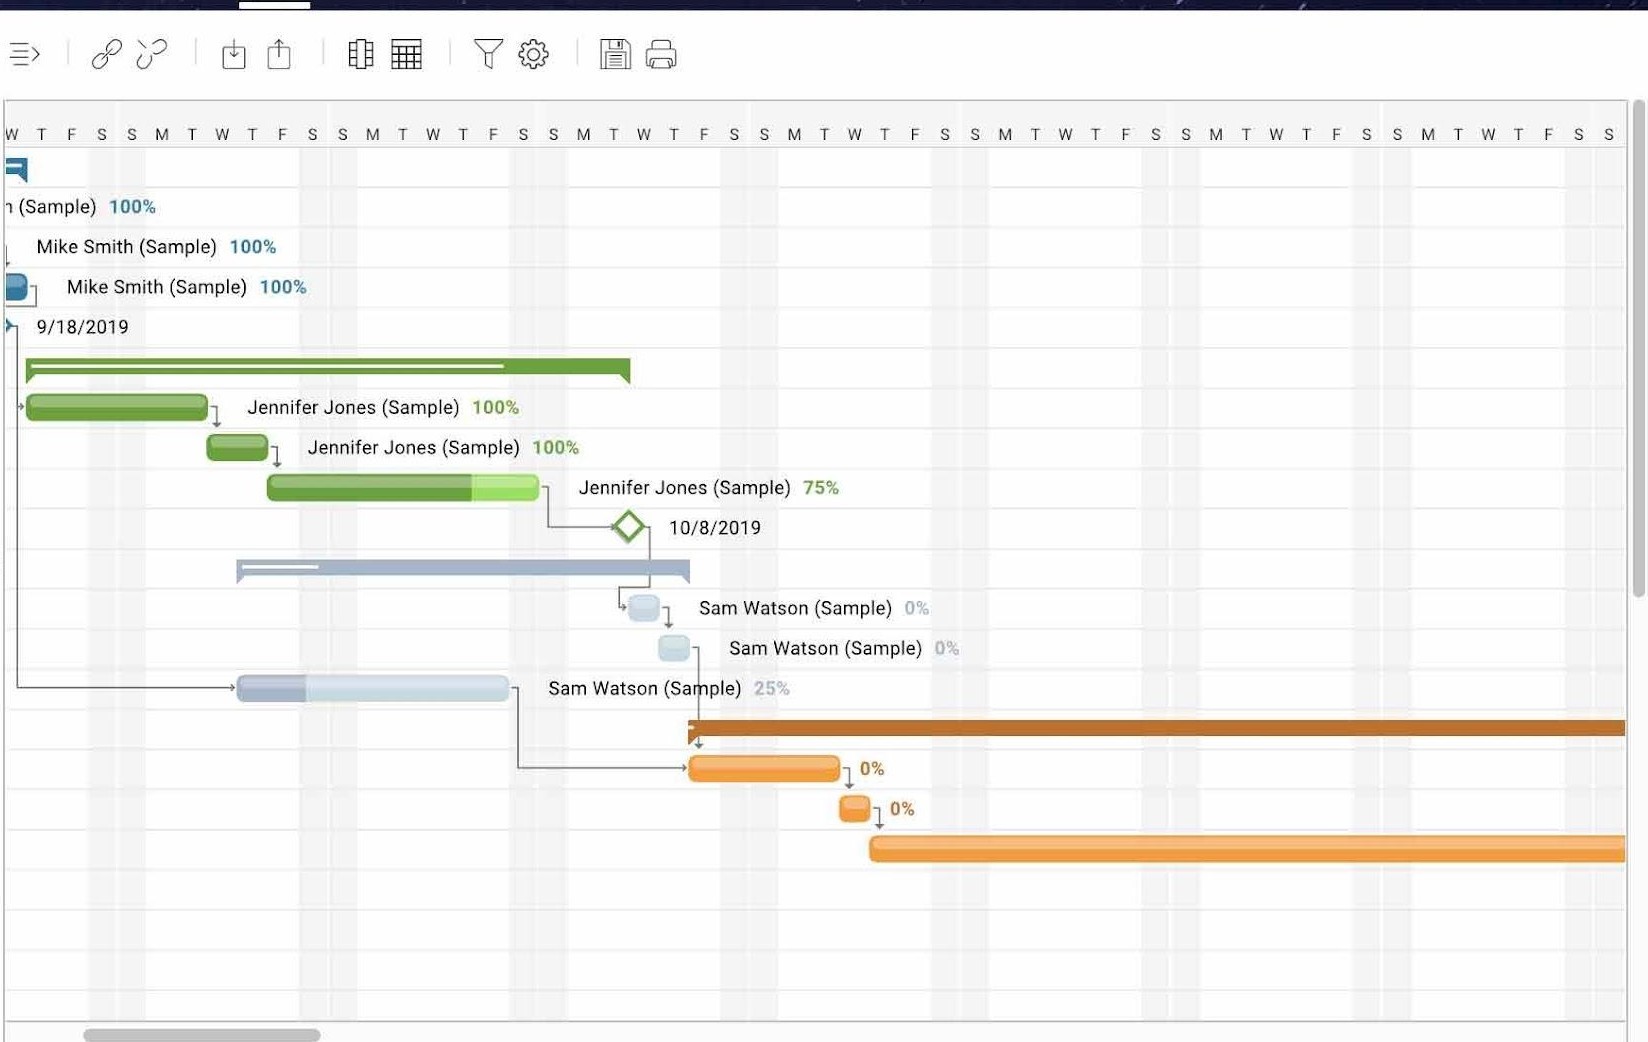 W T F S S M T W T F S S M T W T F S S M T W T F S S M T W T F S S M T W T F S S M T W T F S S M T W T F S S
(Sample) 100%
Mike Smith (Sample) 100%
Mike Smith (Sample) 100%
9/18/2019
Jennifer Jones (Sample) 100%
Jennifer Jones (Sample) 100%
Jennifer Jones (Sample) 75%
10/8/2019
Sam Watson (Sample) 0%
Sam Watson (Sample) 0%
Sam Watson (Sample) 25%
0%
0%